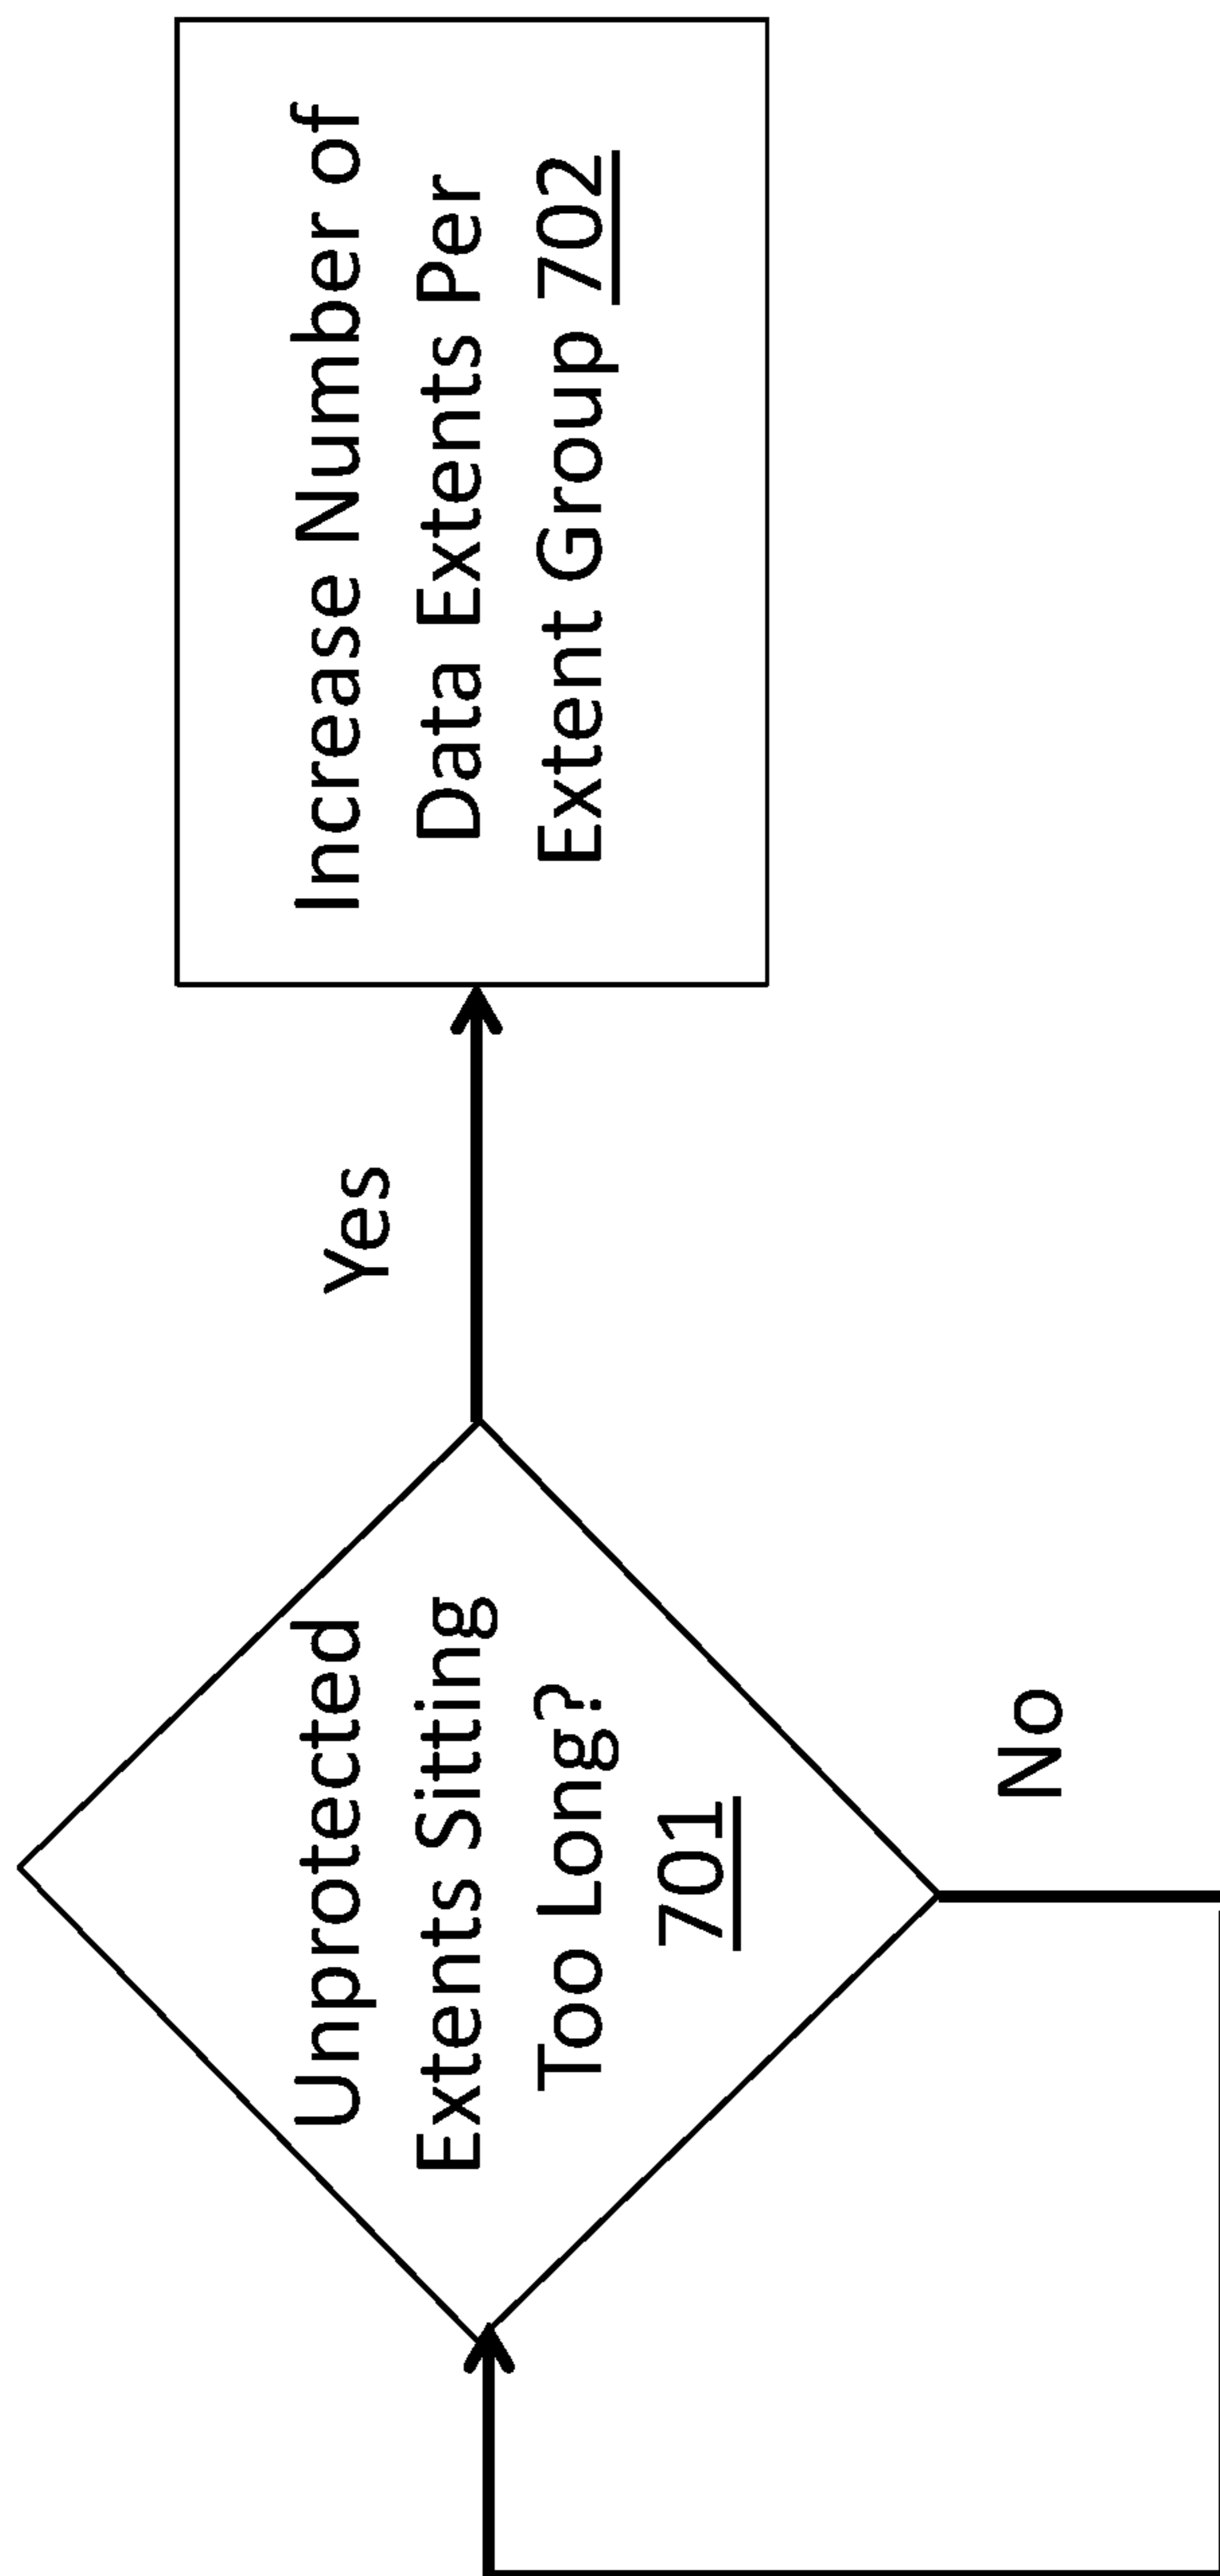 Unprotected
Extents Sitting
Too Long?
701
Yes
No
Increase Number of
Data Extents Per
Extent Group 702